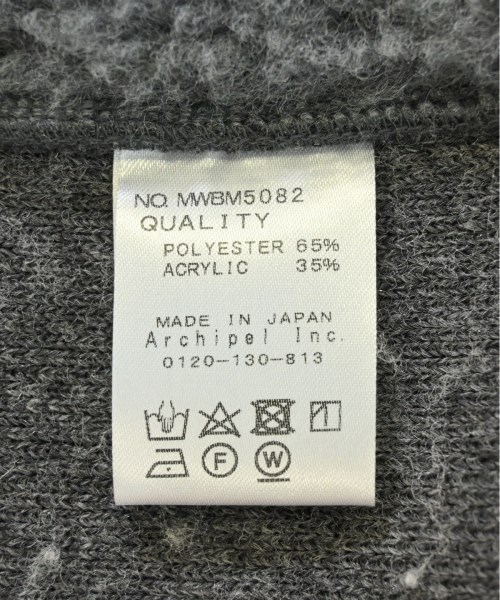 NO. MWBM5082
QUALITY
POLYESTER 65%
ACRYLIC 35%
MADE IN JAPAN
Archipel Inc.
0120-130-813
F W